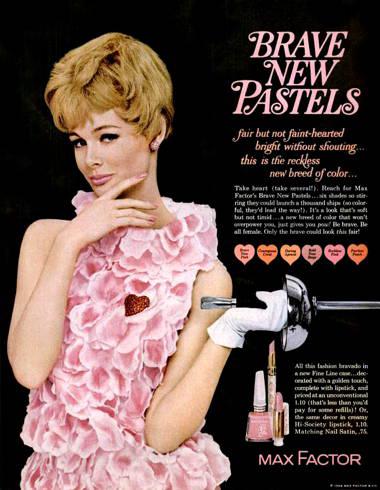 BRAVE
NEW
PASTELS
fair but not faint-hearted
bright without shouting...
this is the reckless
new breed of color...
Take heart (take several!). Reach for Max
Factor's Brave New Pastels...six shades so stir-
ring they could launch a thousand ships (so color-
ful, they'd lead the way!). It's a look that's soft
but not timid...a new breed of color that won't
overpower you, just gives you pow! Be brave. Be
all female. Only the brave could look this fair!
All this fashion bravado in
a new Fine Line case...dec-
orated with a golden touch,
complete with lipstick, and
priced at an unconventional
1.10 (that's less than you'd
pay for some refills)! Or,
the same decor in creamy
Hi-Society lipstick, 1.10.
Matching Nail Satin, .75.
MAX FACTOR